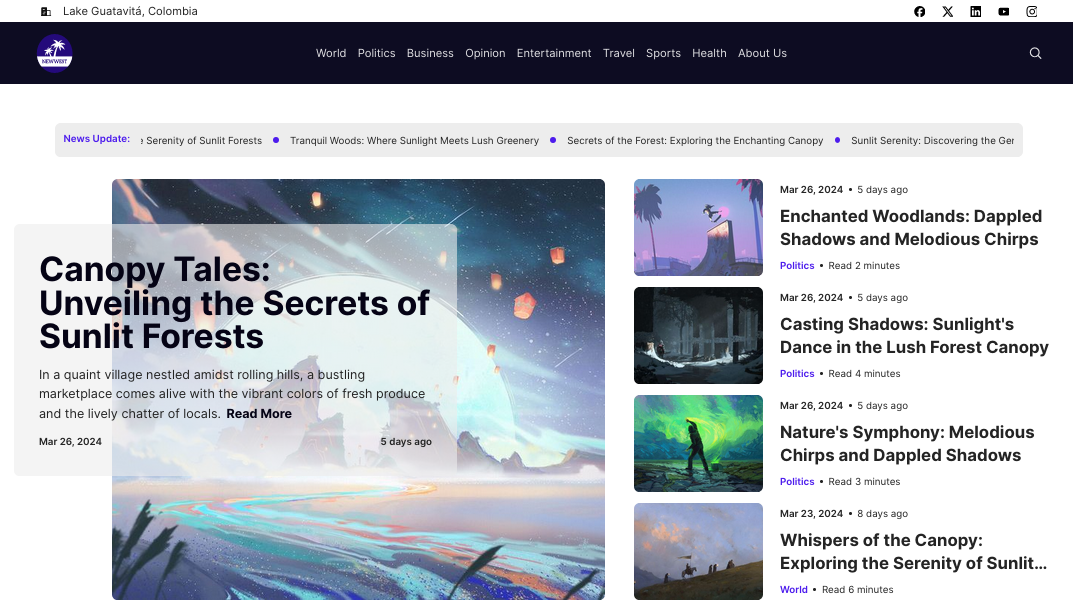 Lake Guatavitá, Colombia
NEWWEST
World Politics Business Opinion Entertainment Travel Sports Health About Us
News Update: Serenity of Sunlit Forests • Tranquil Woods: Where Sunlight Meets Lush Greenery • Secrets of the Forest: Exploring the Enchanting Canopy • Sunlit Serenity: Discovering the
Canopy Tales:
Unveiling the Secrets of
Sunlit Forests
In a quaint village nestled amidst rolling hills, a bustling
marketplace comes alive with the vibrant colors of fresh produce
and the lively chatter of locals. Read More
Mar 26, 2024 5 days ago
Mar 26, 2024 • 5 days ago
Enchanted Woodlands: Dappled
Shadows and Melodious Chirps
Politics • Read 2 minutes
Mar 26, 2024 • 5 days ago
Casting Shadows: Sunlight's
Dance in the Lush Forest Canopy
Politics • Read 4 minutes
Mar 26, 2024 • 5 days ago
Nature's Symphony: Melodious
Chirps and Dappled Shadows
Politics • Read 3 minutes
Mar 23, 2024 • 8 days ago
Whispers of the Canopy:
Exploring the Serenity of Sunlit...
World • Read 6 minutes